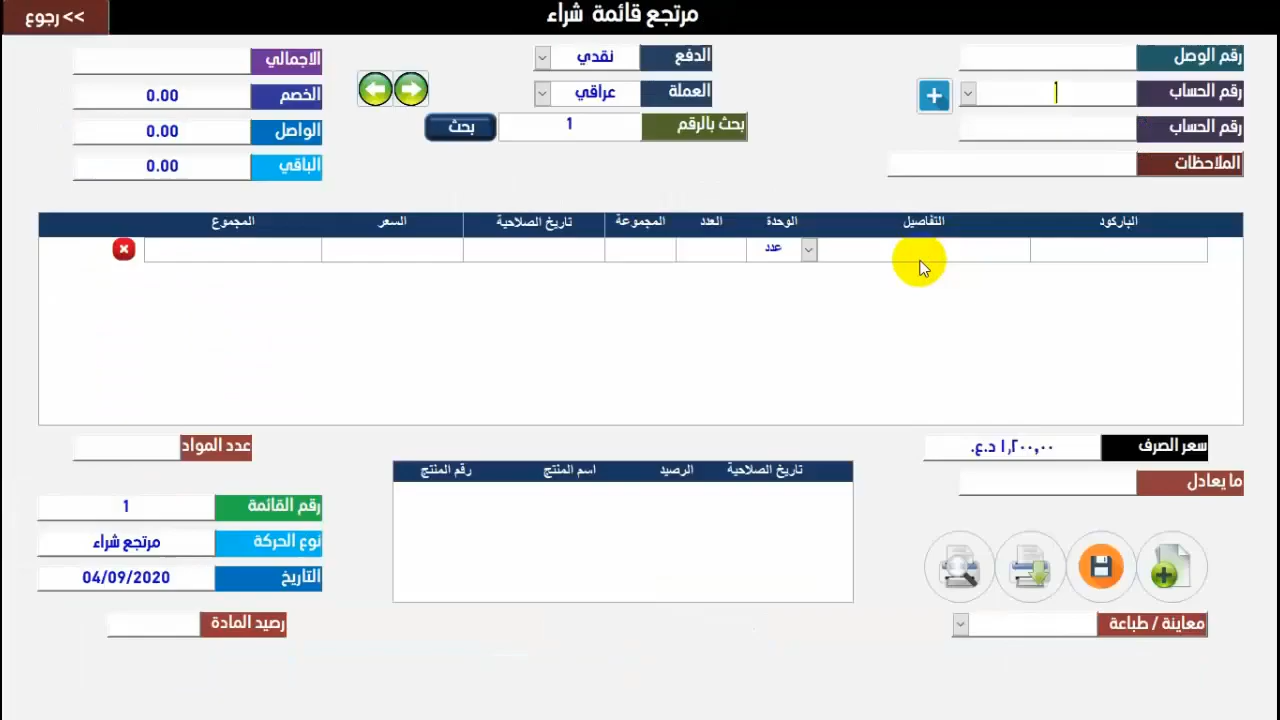 مرتجع قائمة شراء
رجوع >>
رقم الوصل
رقم الحساب
رقم الحساب
الملاحظات
الدفع نقدي
العملة عراقي
بحث بالرقم 1 بحث
الاجمالي
الخصم 0.00
الواصل 0.00
الباقي 0.00
الباركود التفاصيل الوحدة العدد المجموعة تاريخ الصلاحية السعر المجموع
عدد
سعر الصرف ١,٢٠٠,٠٠ د.ع.
ما يعادل
تاريخ الصلاحية الرصيد اسم المنتج رقم المنتج
عدد المواد
رقم القائمة 1
نوع الحركة مرتجع شراء
التاريخ 04/09/2020
رصيد المادة
معاينة / طباعة